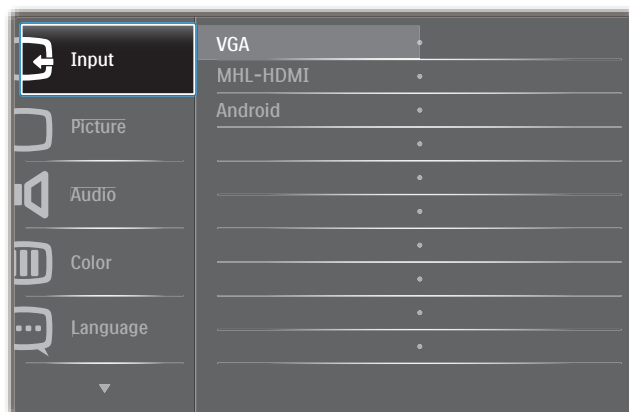 Input
Picture
Audio
Color
Language
VGA
MHL-HDMI
Android